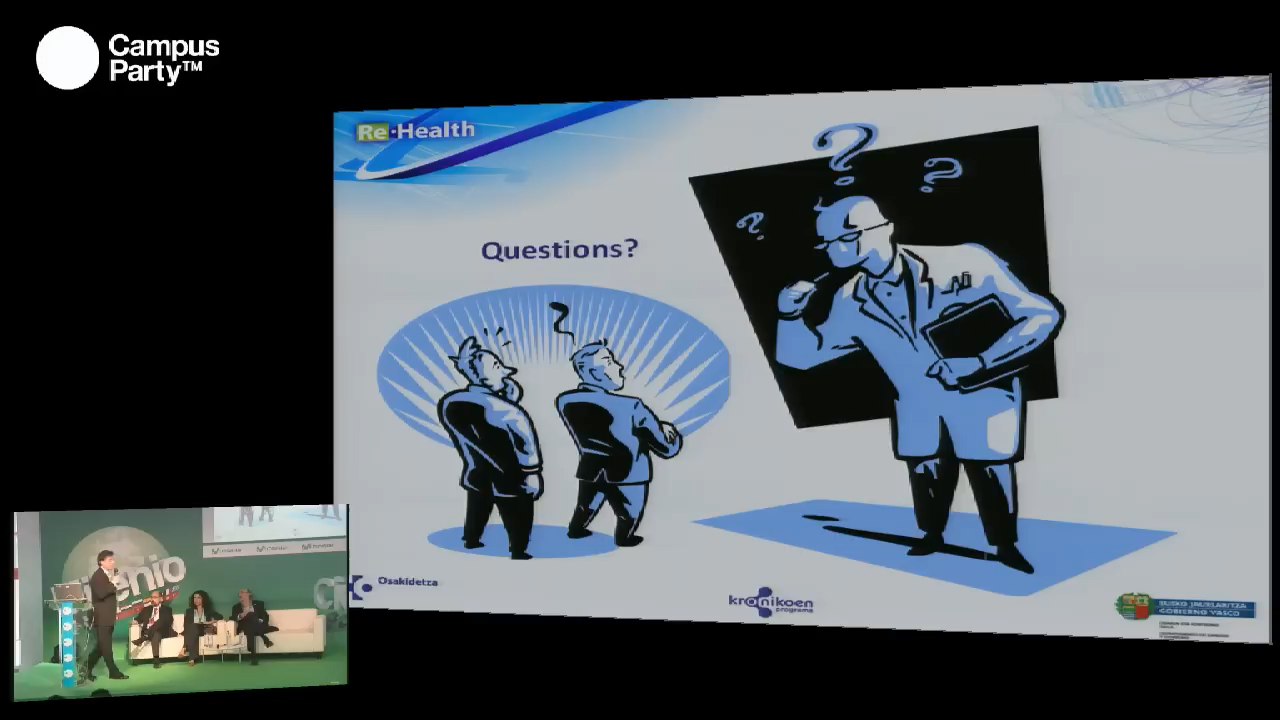 Campus
Party™
Re-Health
Questions?
Osakidetza
kronikoen
programa
EUSKO JAURLARITZA
GOBIERNO VASCO